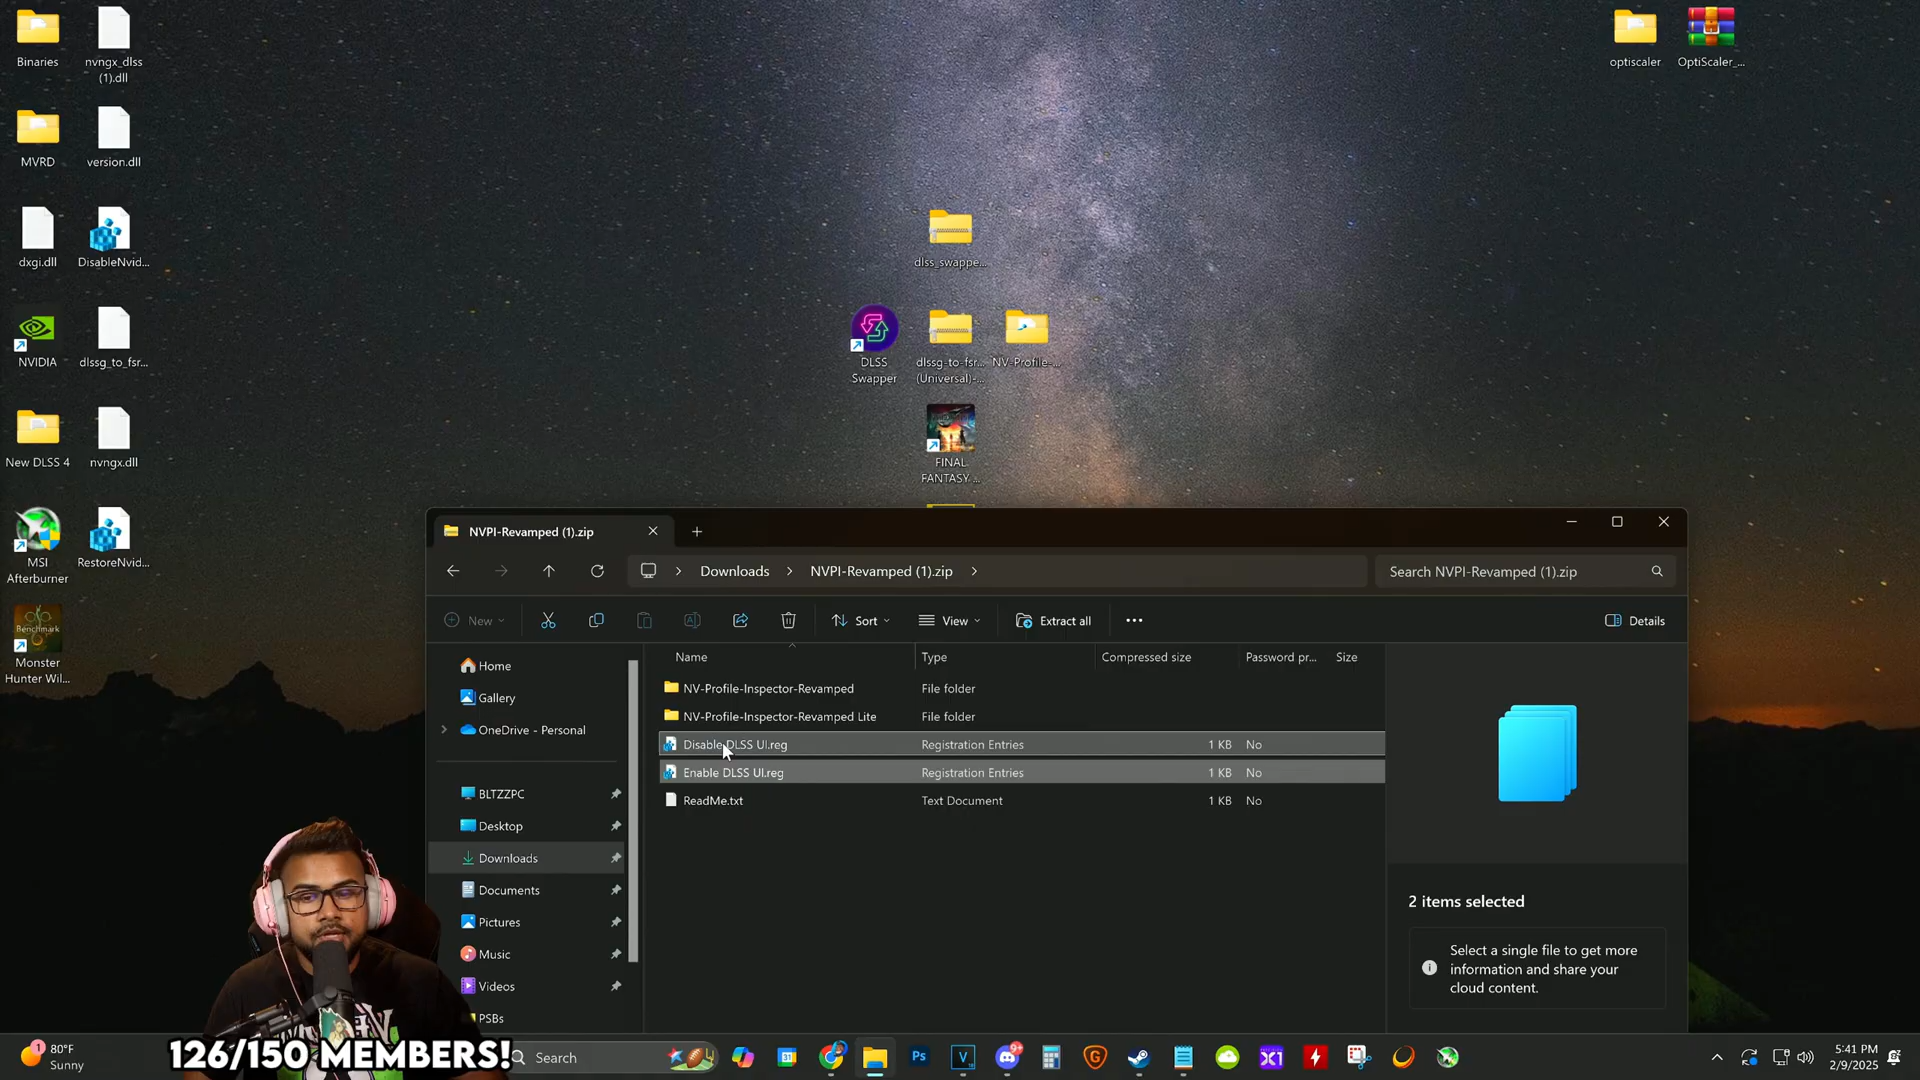 Binaries
nvngx_dlss
(1).dll
optiscaler
OptiScaler_...
MVRD
version.dll
dxgi.dll
DisableNvid...
dlss_swappe...
NVIDIA
dlssg_to_fsr...
DLSS
Swapper
dlssg-to-fsr...
(Universal)-...
NV-Profile-...
New DLSS 4
nvngx.dll
FINAL
FANTASY ...
MSI
Afterburner
RestoreNvid...
Benchmark
Monster
Hunter Wil...
NVPI-Revamped (1).zip
Downloads
NVPI-Revamped (1).zip
Search NVPI-Revamped (1).zip
New
Sort
View
Extract all
Details
Name
Type
Compressed size
Password pr...
Size
Home
Gallery
OneDrive - Personal
BLTZZPC
Desktop
Downloads
Documents
Pictures
Music
Videos
PSBs
NV-Profile-Inspector-Revamped
File folder
NV-Profile-Inspector-Revamped Lite
File folder
Disable DLSS UI.reg
Registration Entries
1 KB
No
Enable DLSS UI.reg
Registration Entries
1 KB
No
ReadMe.txt
Text Document
1 KB
No
2 items selected
Select a single file to get more
information and share your
cloud content.
1
80°F
Sunny
126/150 MEMBERS!
Search
5:41 PM
2/9/2025